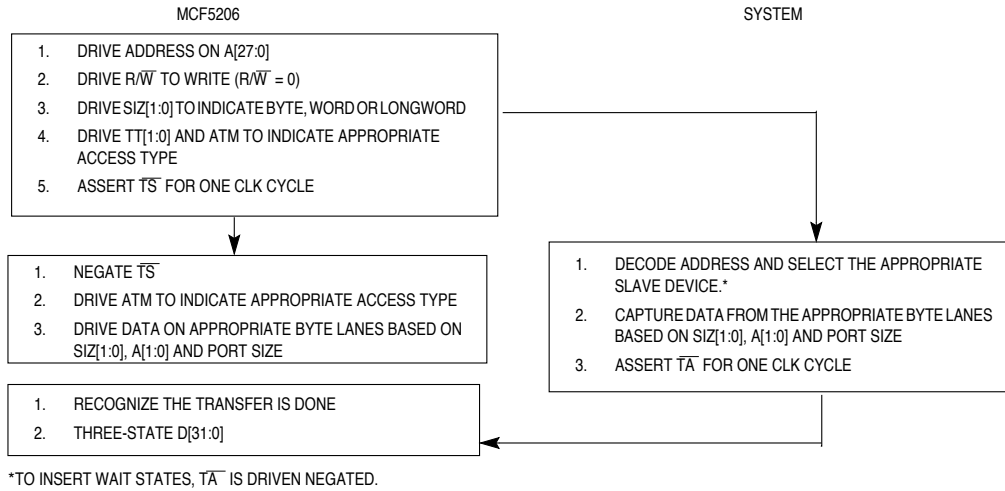 MCF5206
SYSTEM
1. DRIVE ADDRESS ON A[27:0]
2. DRIVE R/W̅ TO WRITE (R/W̅ = 0)
3. DRIVE SIZ[1:0] TO INDICATE BYTE, WORD OR LONGWORD
4. DRIVE TT[1:0] AND ATM TO INDICATE APPROPRIATE
ACCESS TYPE
5. ASSERT T̅S̅ FOR ONE CLK CYCLE
1. NEGATE T̅S̅
2. DRIVE ATM TO INDICATE APPROPRIATE ACCESS TYPE
3. DRIVE DATA ON APPROPRIATE BYTE LANES BASED ON
SIZ[1:0], A[1:0] AND PORT SIZE
1. DECODE ADDRESS AND SELECT THE APPROPRIATE
SLAVE DEVICE.*
2. CAPTURE DATA FROM THE APPROPRIATE BYTE LANES
BASED ON SIZ[1:0], A[1:0] AND PORT SIZE
3. ASSERT T̅A̅ FOR ONE CLK CYCLE
1. RECOGNIZE THE TRANSFER IS DONE
2. THREE-STATE D[31:0]
*TO INSERT WAIT STATES, T̅A̅ IS DRIVEN NEGATED.